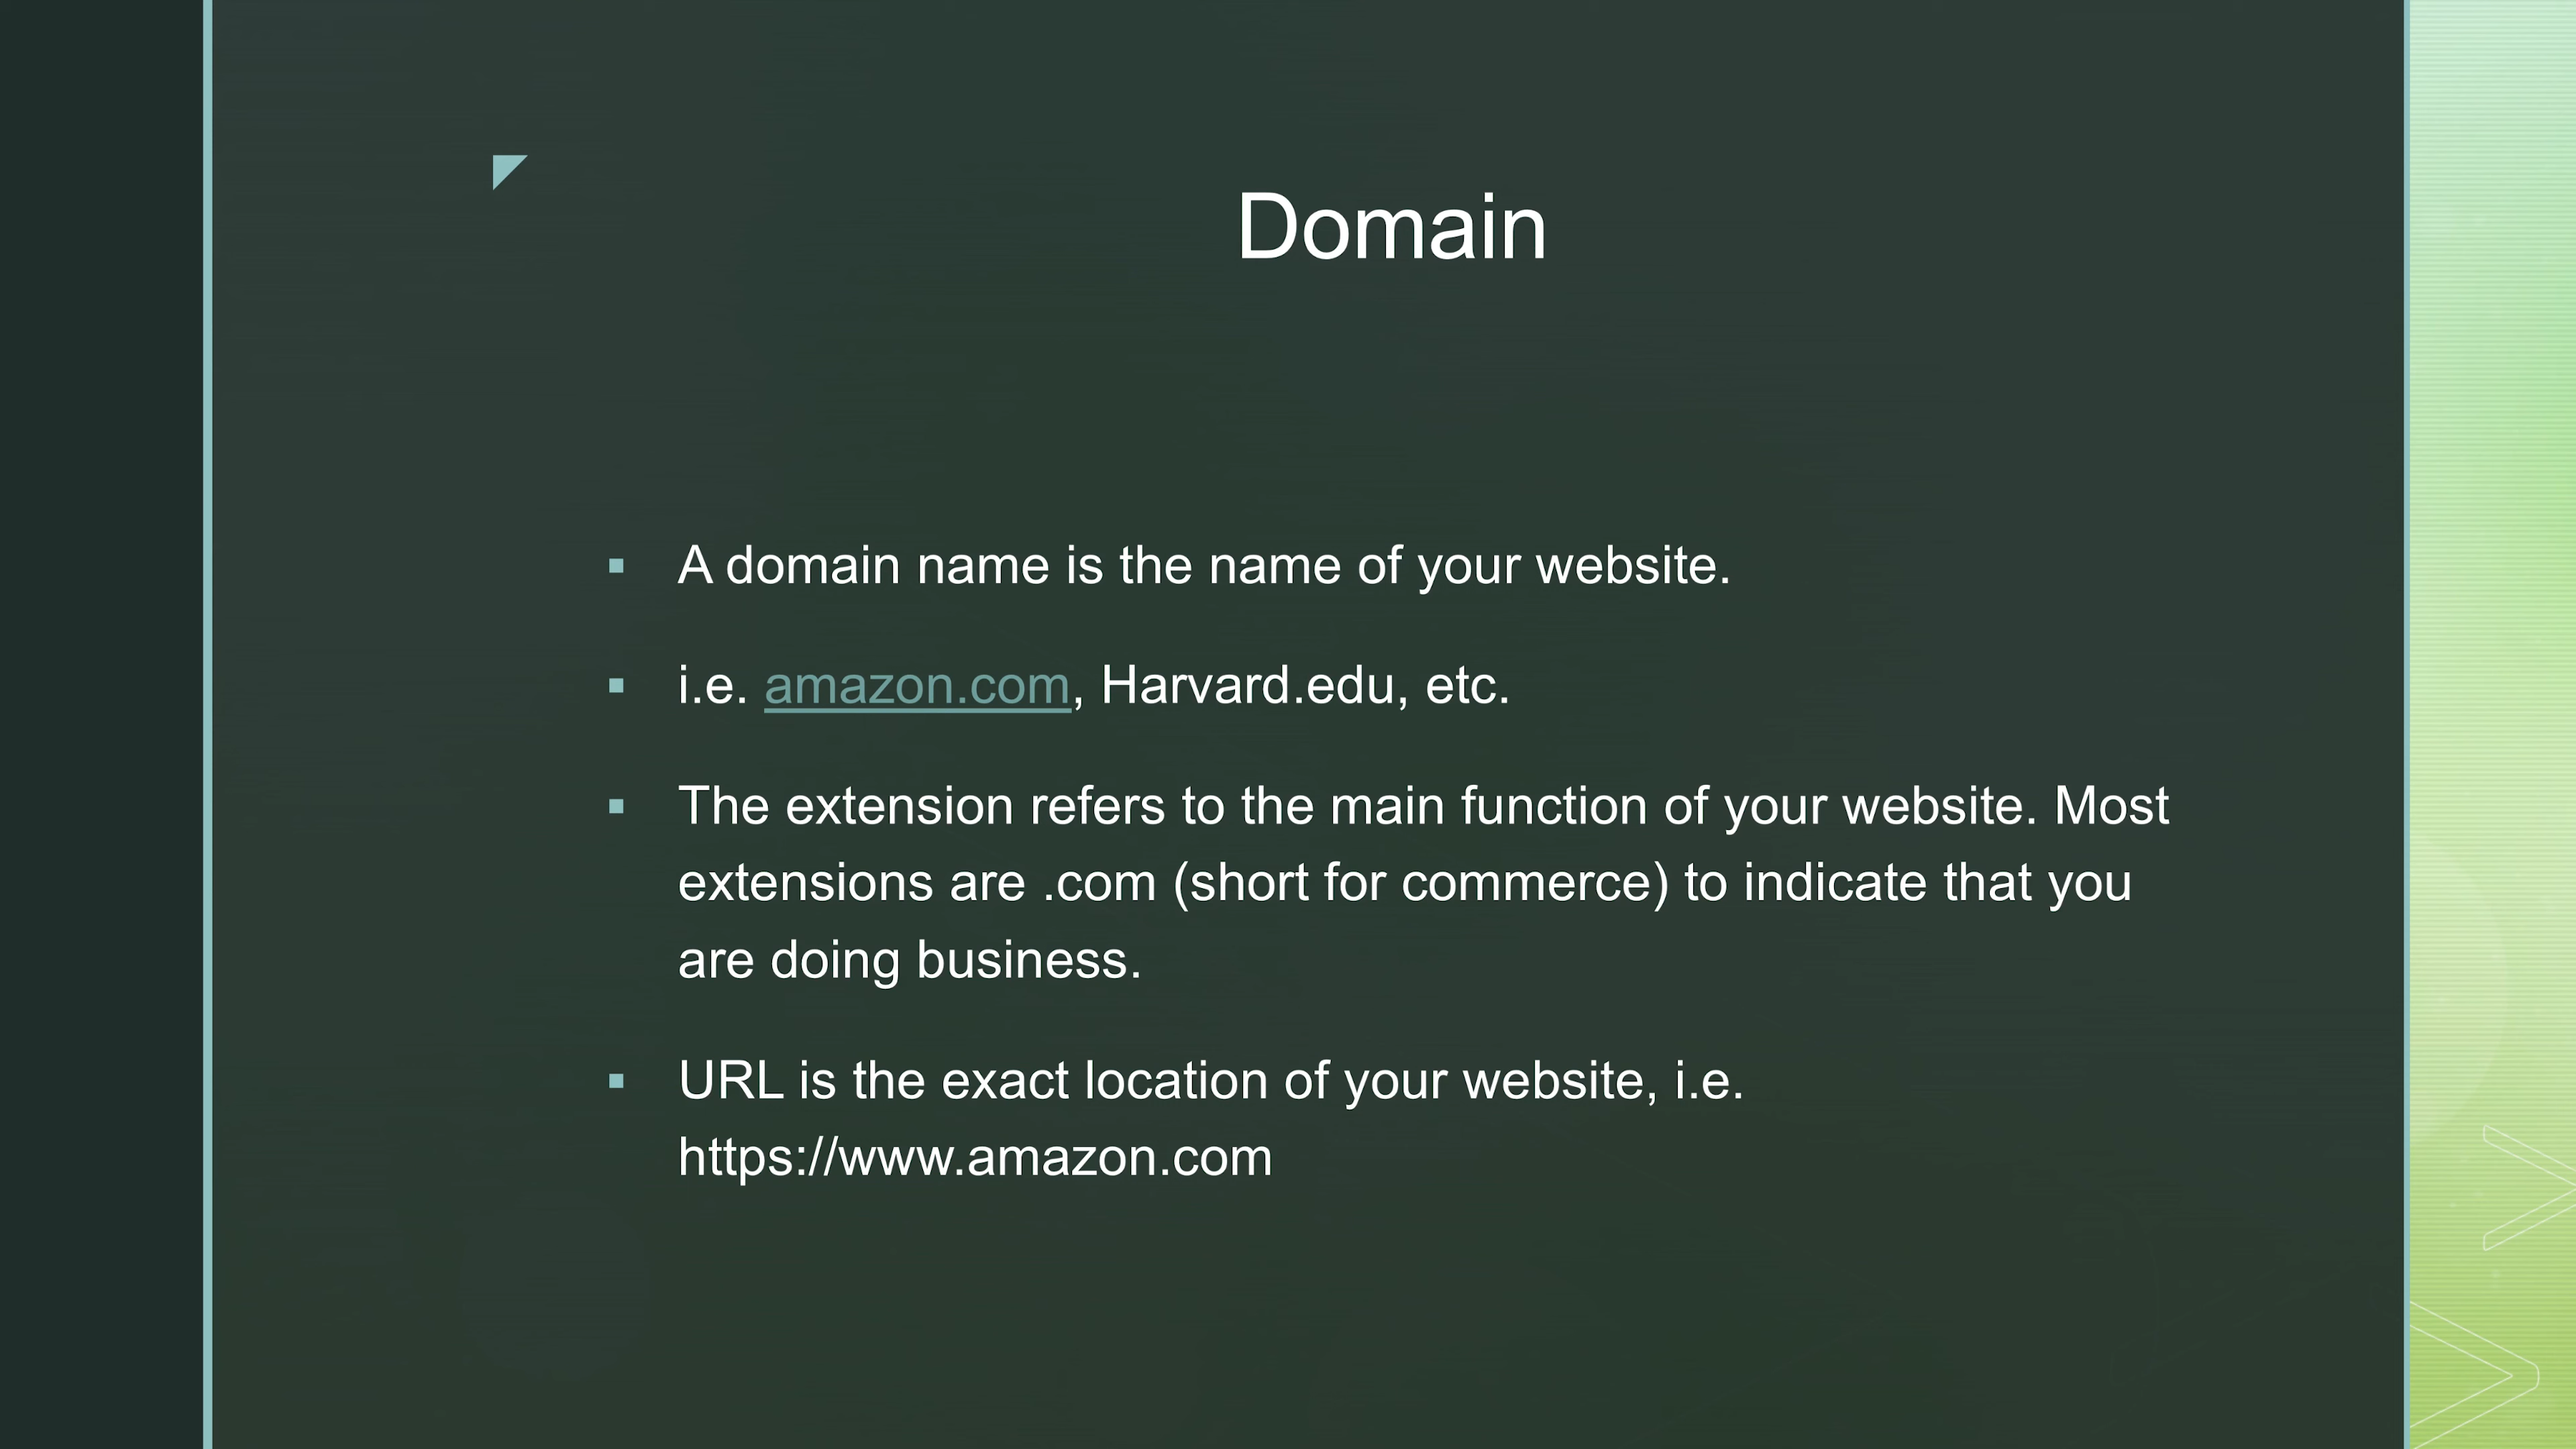 Domain
A domain name is the name of your website.
i.e. amazon.com, Harvard.edu, etc.
The extension refers to the main function of your website. Most
extensions are .com (short for commerce) to indicate that you
are doing business.
URL is the exact location of your website, i.e.
https://www.amazon.com